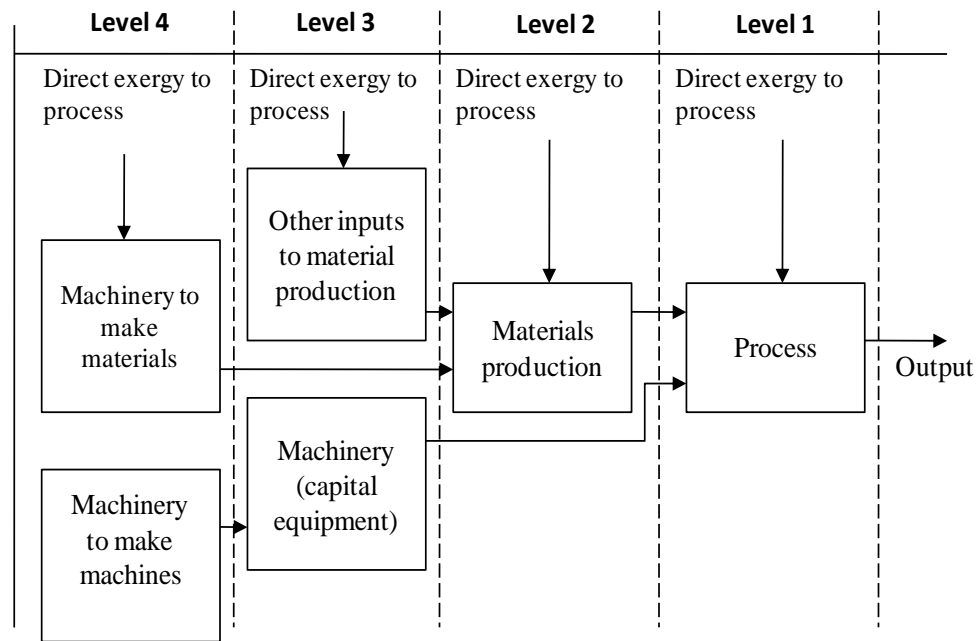 Level 4
Level 3
Level 2
Level 1
Direct exergy to
process
Direct exergy to
process
Direct exergy to
process
Direct exergy to
process
Other inputs
to material
production
Machinery to
make
materials
Materials
production
Process
Output
Machinery
(capital
equipment)
Machinery
to make
machines